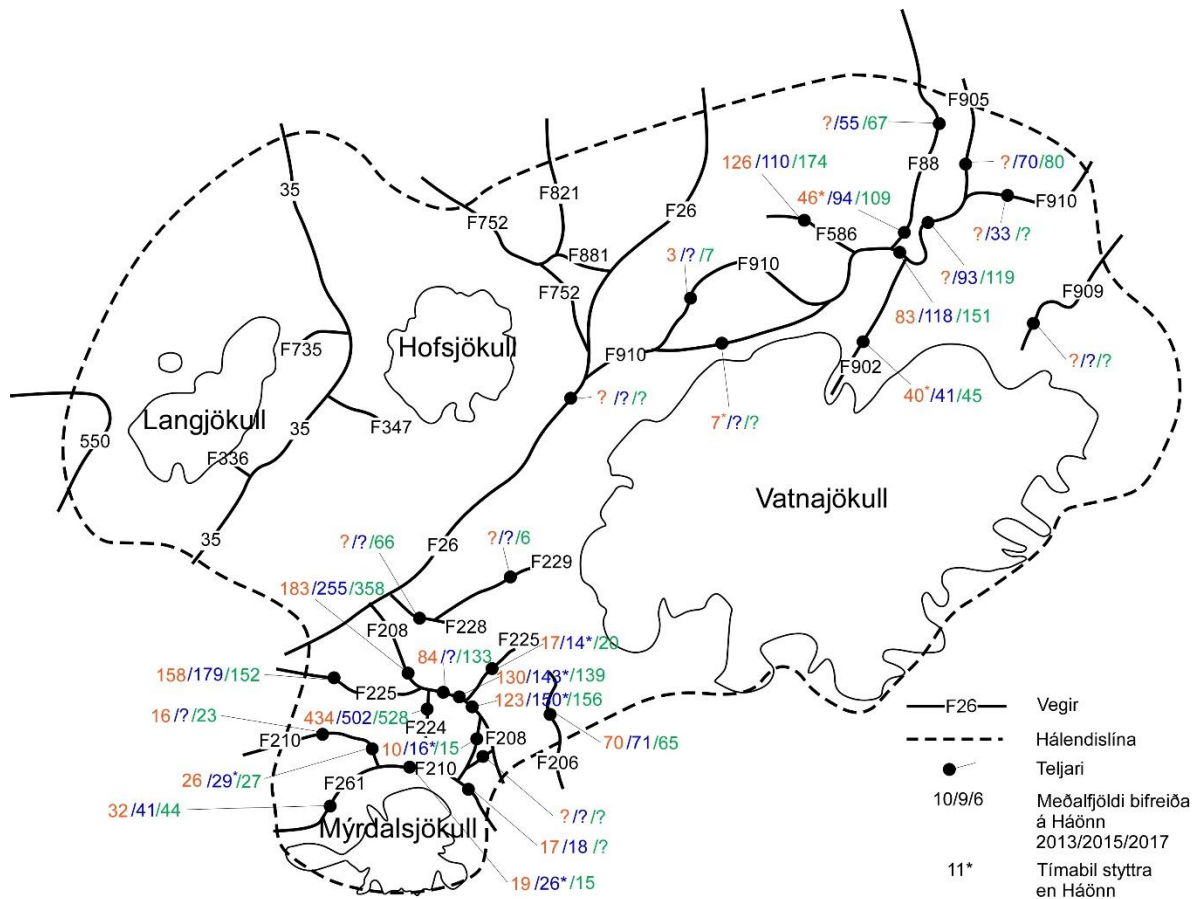 F905
?/55/67
35
F821
126/110/174
F88
?/70/80
F752
F26
46*/94/109
F910
F586
?/33/?
F881
3/?/7
F910
?/93/119
F909
F752
83/118/151
Hofsjökull
F735
F910
F902
?/?/?
Langjökull
F347
?/?/?
7*/?/?
40*/41/45
550
35
F336
Vatnajökull
35
?/?/66
F26
?/?/6
F229
183/255/358
F208
F228
F225
17/14*/20
84/?/133
158/179/152
130/143*/139
F225
123/150*/156
F26
Vegir
16/?/23
434/502/528
F224
Hálendislína
F210
10/16*/15
F208
70/71/65
F206
Teljari
26/29*/27
F261
F210
10/9/6
Meðalfjöldi bifreiða
á Háönn
2013/2015/2017
32/41/44
Mýrdalsjökull
?/?/?
17/18/?
11*
Tímabil styttra
en Háönn
19/26*/15